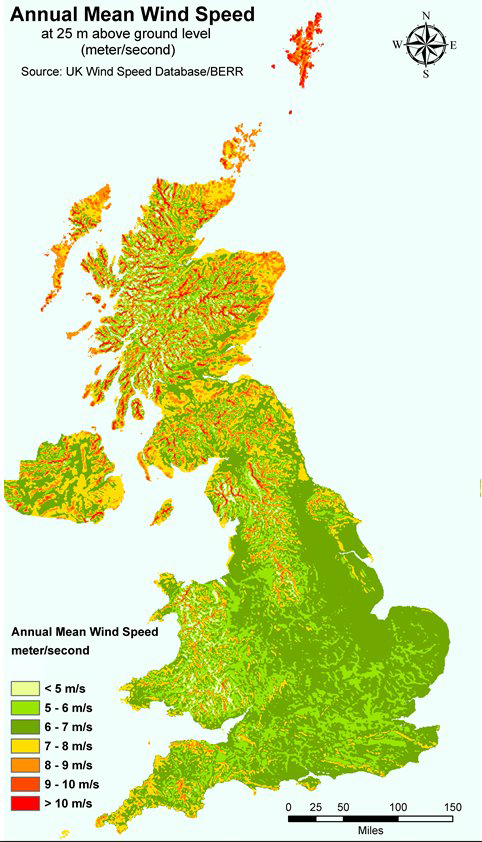 Annual Mean Wind Speed
at 25 m above ground level
(meter/second)
Source: UK Wind Speed Database/BERR
N
W
E
S
Annual Mean Wind Speed
meter/second
< 5 m/s
5 - 6 m/s
6 - 7 m/s
7 - 8 m/s
8 - 9 m/s
9 - 10 m/s
> 10 m/s
0 25 50 100 150
Miles